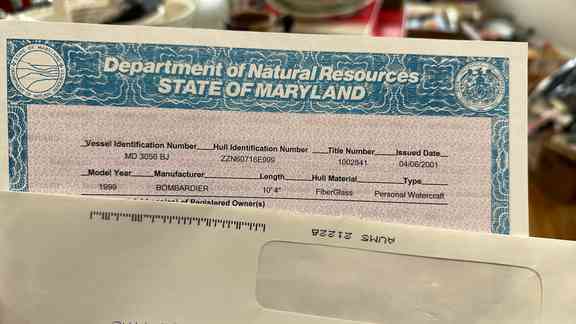 Department of Natural Resources
STATE OF MARYLAND
Vessel Identification Number Hull Identification Number Title Number Issued Date
MD 3056 BJ ZZN60716E999 1002841 04/06/2001
Model Year Manufacturer Length Hull Material Type
1999 BOMBARDIER 10' 4" FiberGlass Personal Watercraft
of Registered Owner(s)
AUMS 21228